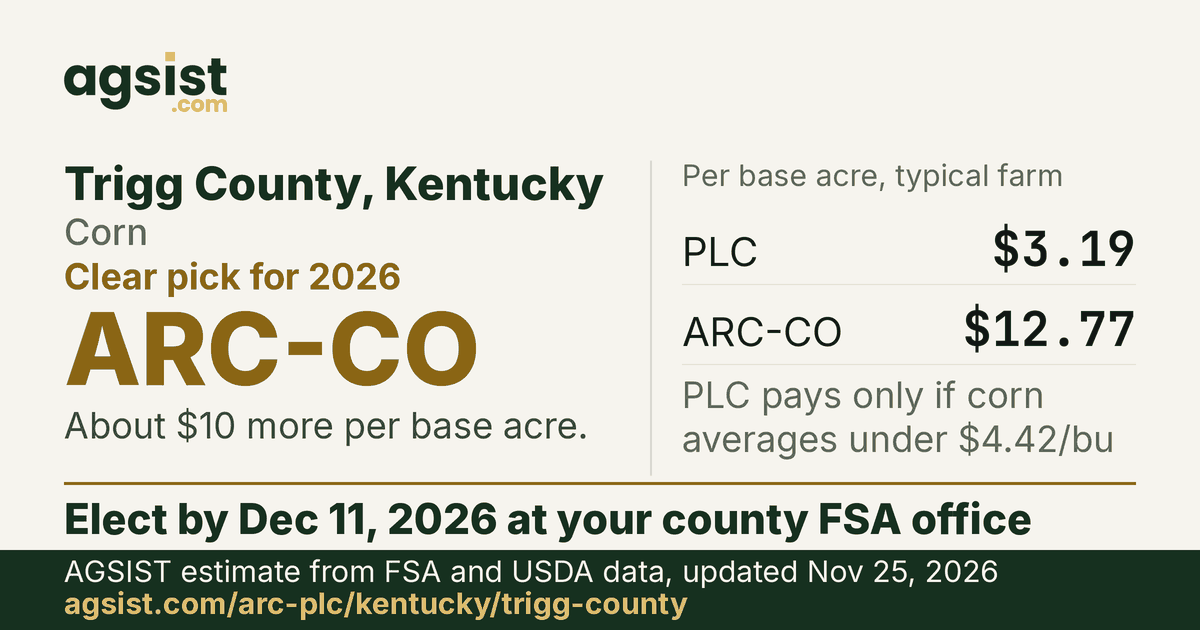 agsist
.com
Trigg County, Kentucky
Corn
Clear pick for 2026
ARC-CO
About $10 more per base acre.
Per base acre, typical farm
PLC $3.19
ARC-CO $12.77
PLC pays only if corn
averages under $4.42/bu
Elect by Dec 11, 2026 at your county FSA office
AGSIST estimate from FSA and USDA data, updated Nov 25, 2026
agsist.com/arc-plc/kentucky/trigg-county